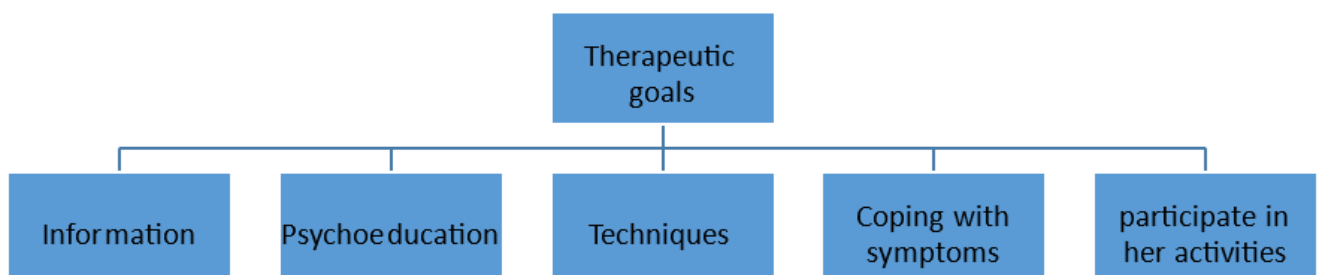 Therapeutic
goals
Information
Psychoeducation
Techniques
Coping with
symptoms
participate in
her activities